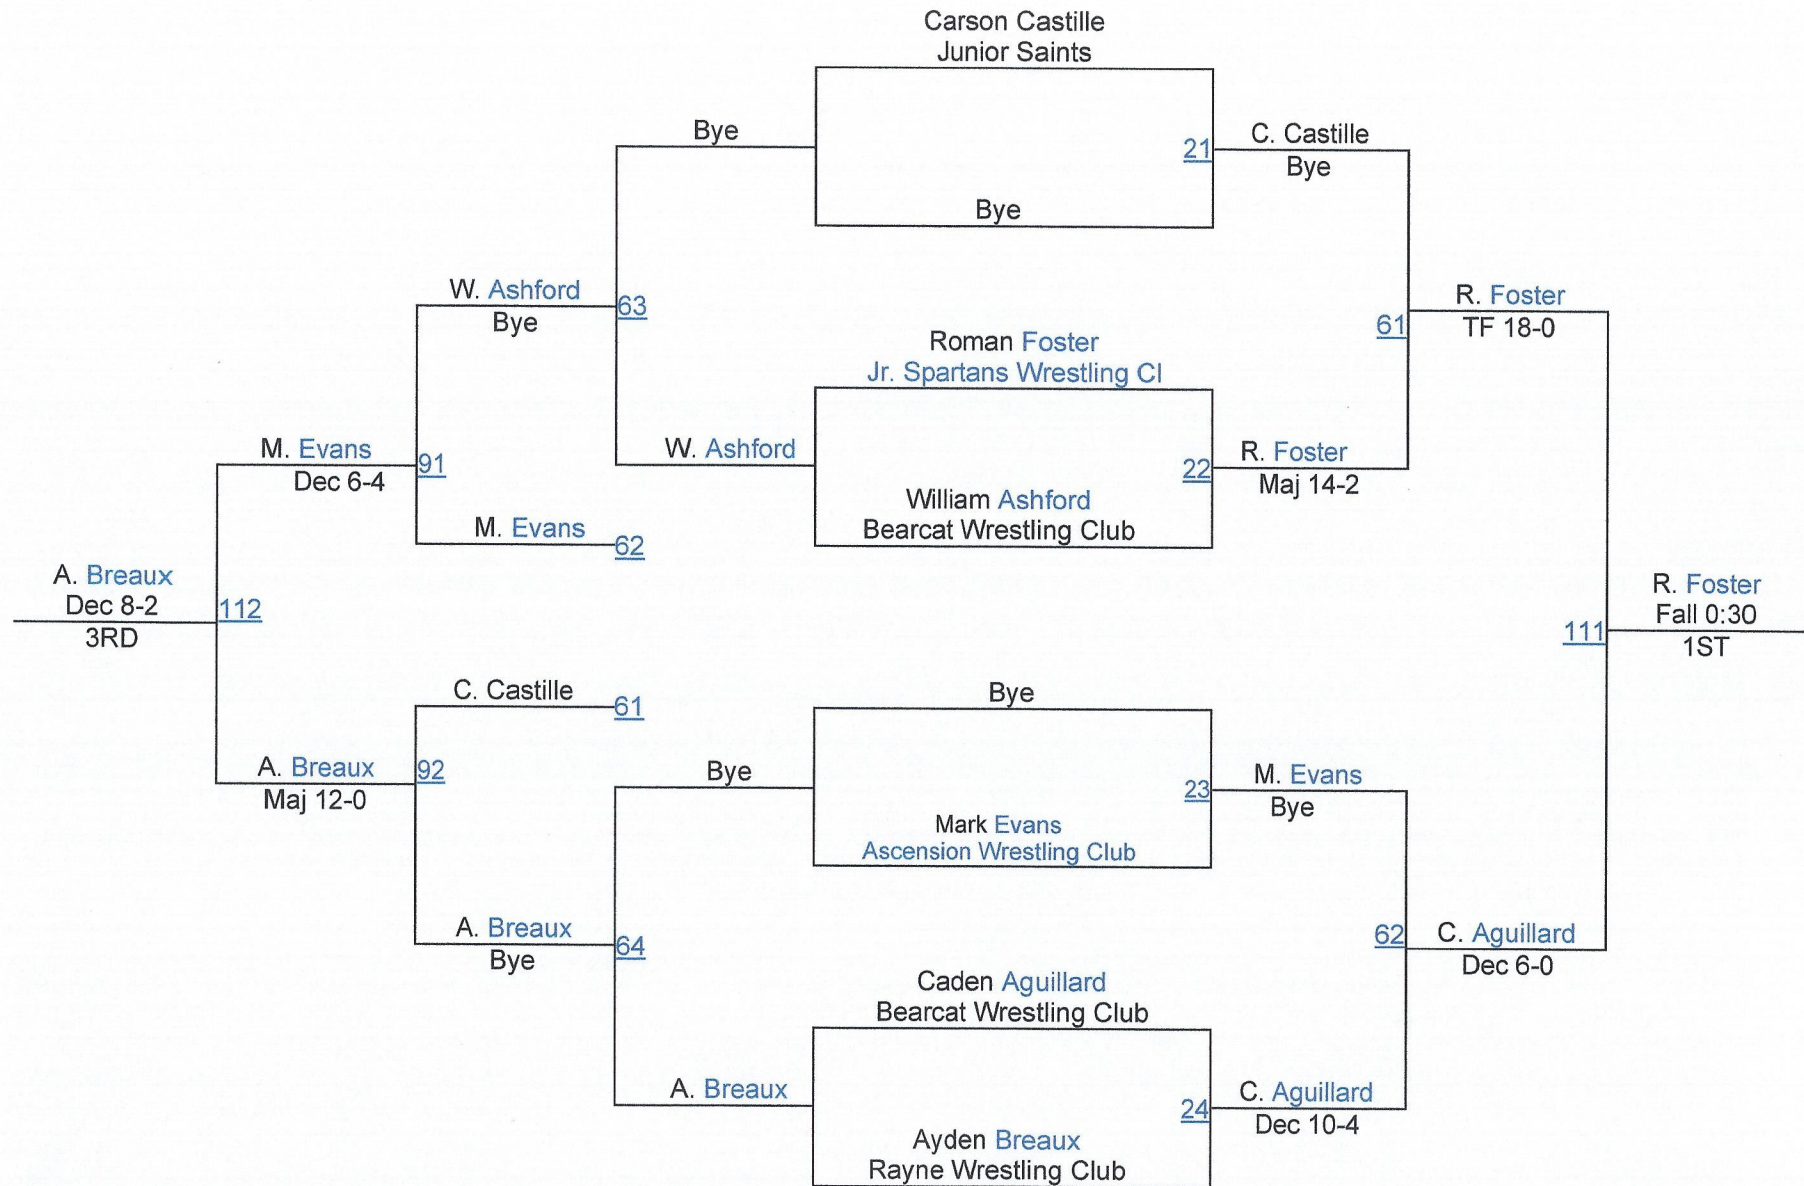 Carson Castille
Junior Saints
Bye
21
C. Castille
Bye
Bye
W. Ashford
Bye
63
61
R. Foster
TF 18-0
Roman Foster
Jr. Spartans Wrestling Cl
M. Evans
Dec 6-4
91
W. Ashford
22
R. Foster
Maj 14-2
William Ashford
Bearcat Wrestling Club
M. Evans
62
A. Breaux
Dec 8-2
3RD
112
R. Foster
Fall 0:30
1ST
111
C. Castille
61
Bye
A. Breaux
Maj 12-0
92
Bye
23
M. Evans
Bye
Mark Evans
Ascension Wrestling Club
A. Breaux
Bye
64
62
C. Aguillard
Dec 6-0
Caden Aguillard
Bearcat Wrestling Club
A. Breaux
24
C. Aguillard
Dec 10-4
Ayden Breaux
Rayne Wrestling Club